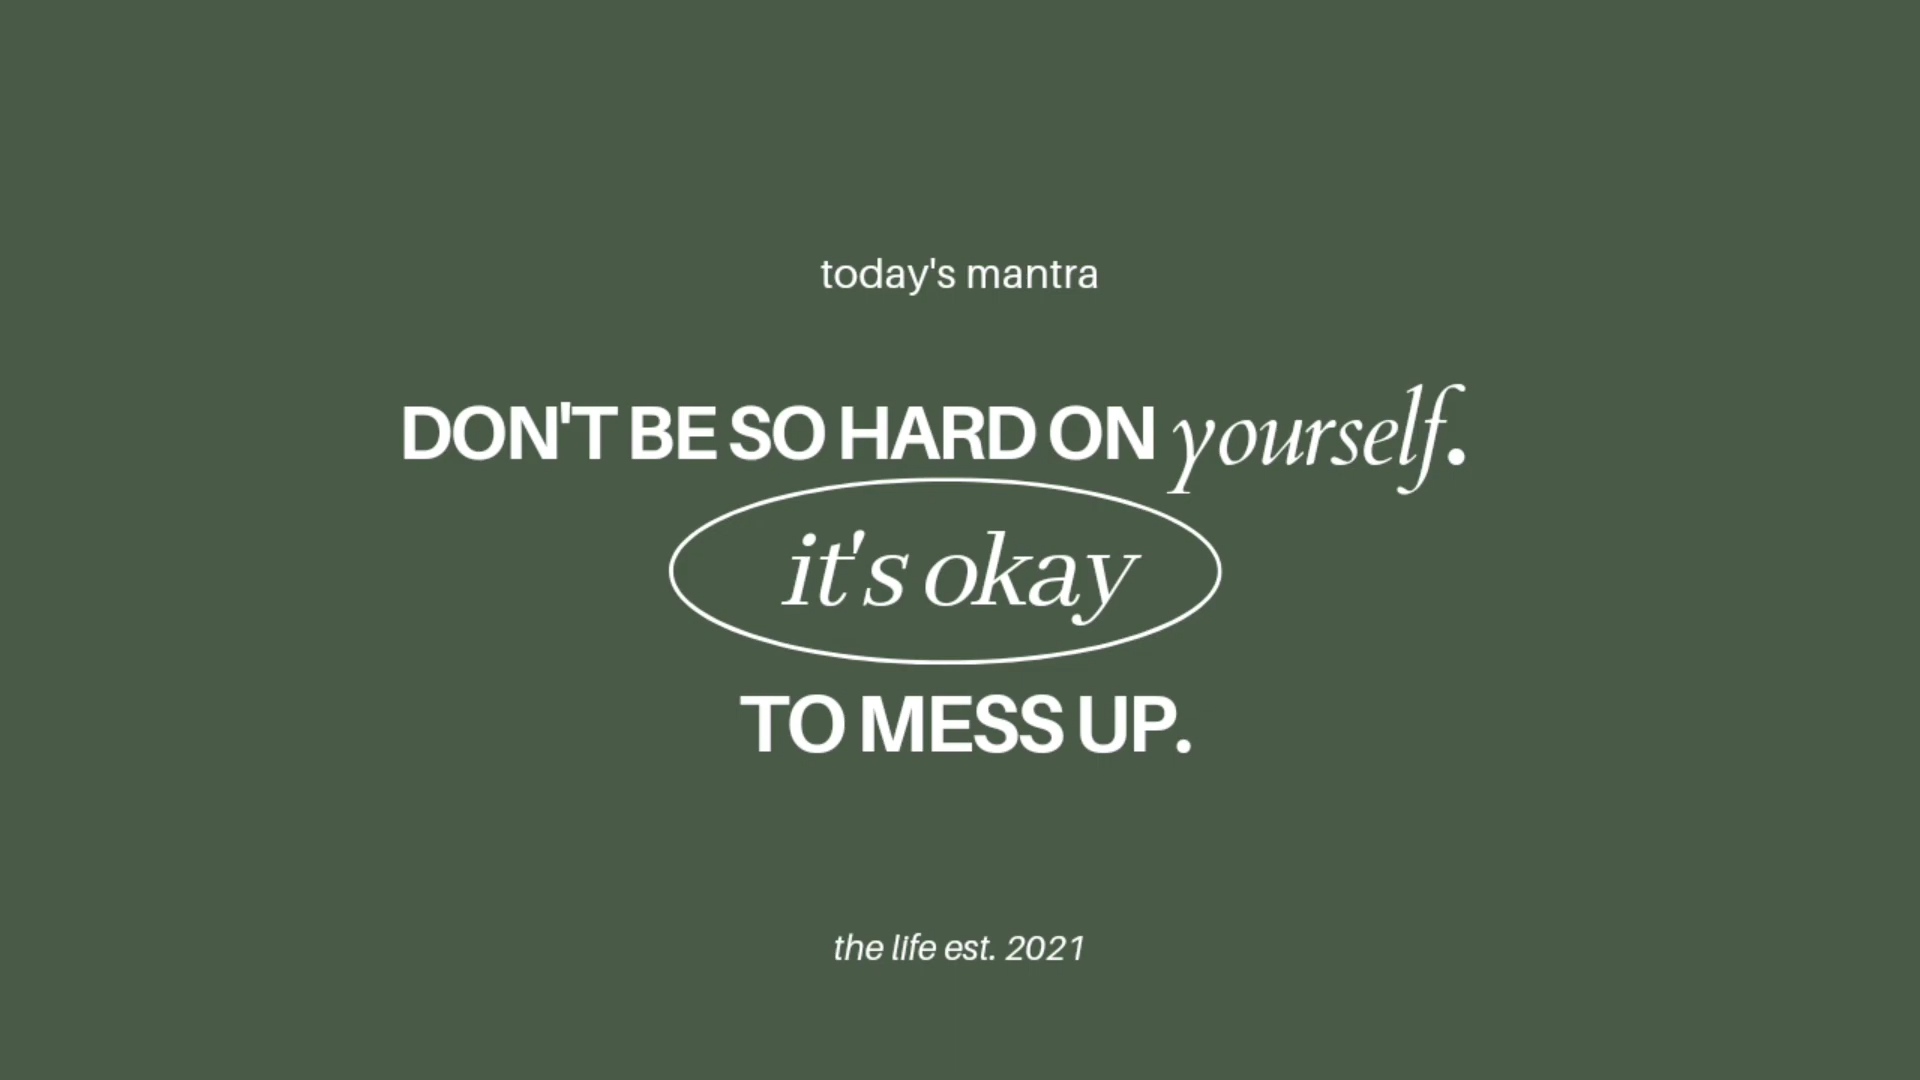 today's mantra
DON'T BE SO HARD ON yourself.
it's okay
TO MESS UP.
the life est. 2021